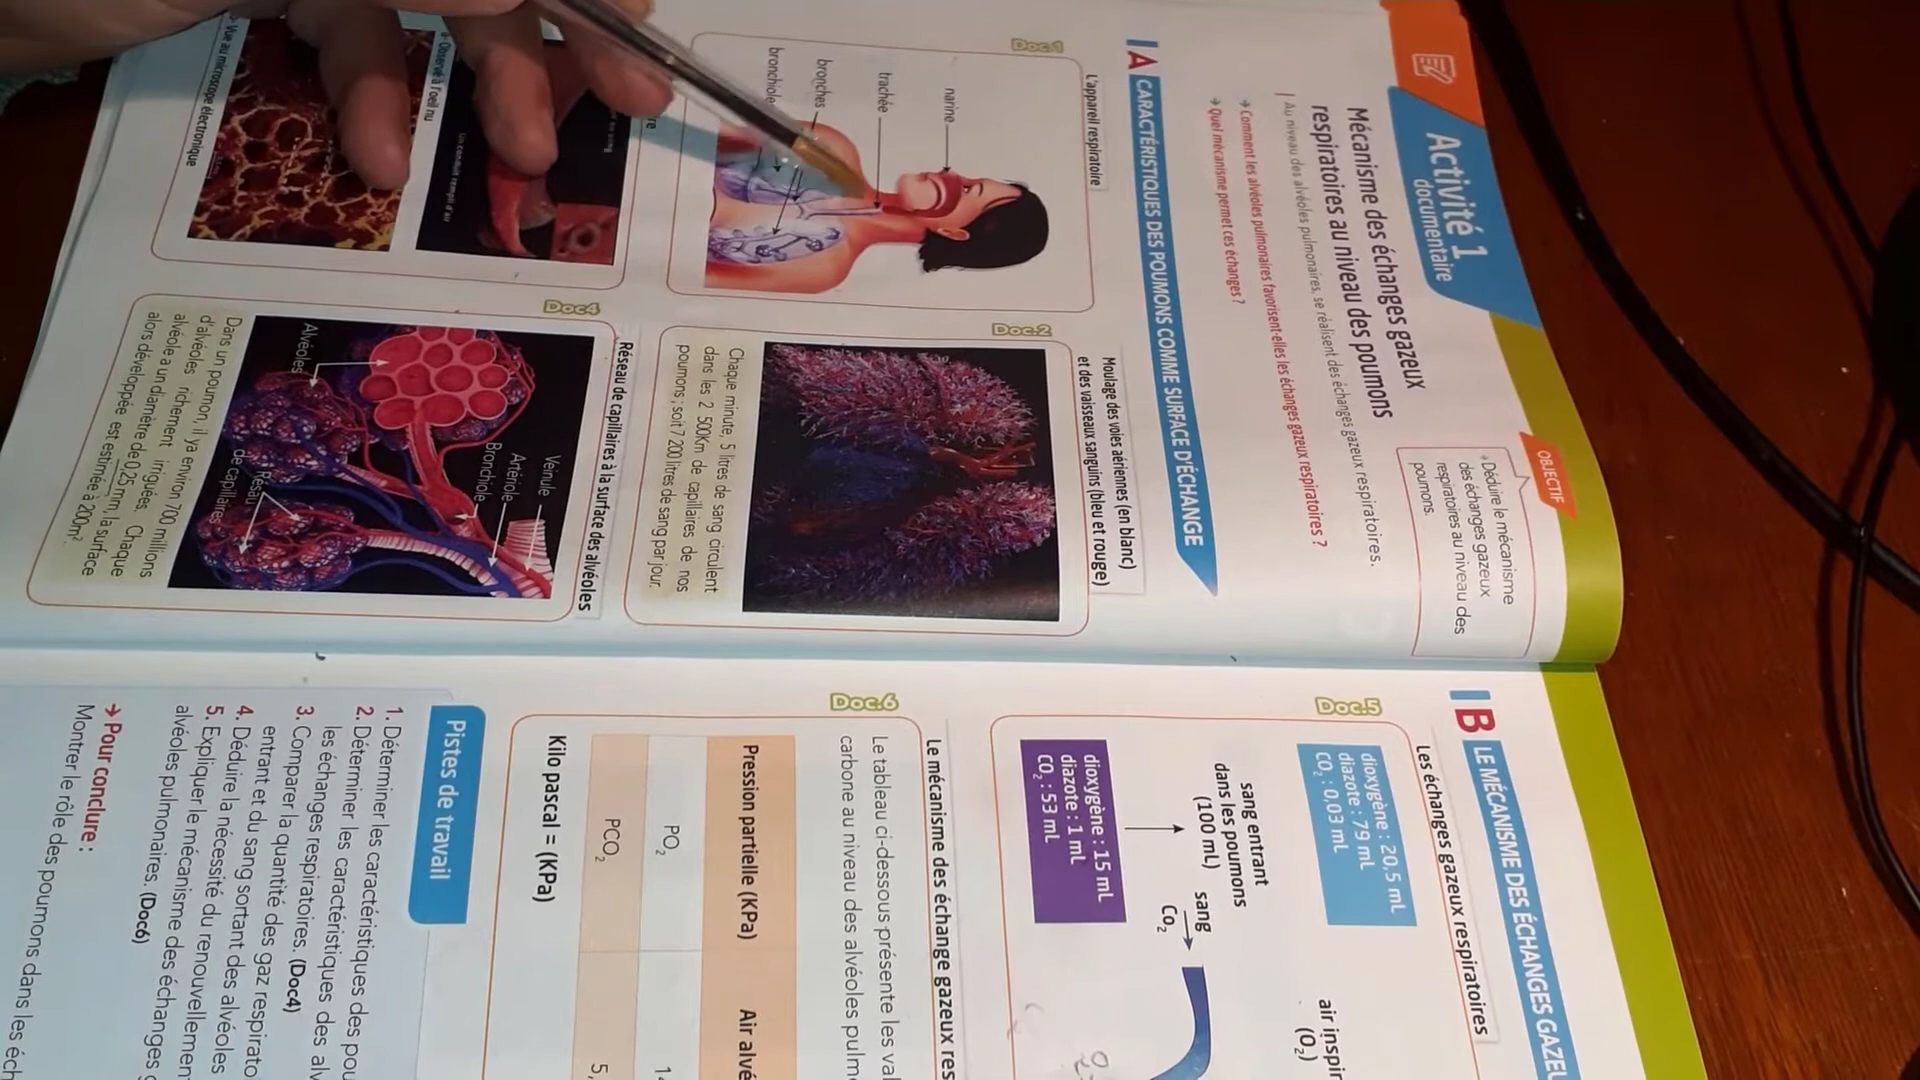 Activité 1
documentaire
OBJECTIF
Déduire le mécanisme
des échanges gazeux
respiratoires au niveau des
poumons.
Mécanisme des échanges gazeux
respiratoires au niveau des poumons
Au niveau des alvéoles pulmonaires, se réalisent des échanges gazeux respiratoires.
Comment les alvéoles pulmonaires favorisent-elles les échanges gazeux respiratoires ?
Quel mécanisme permet ces échanges ?
A CARACTÉRISTIQUES DES POUMONS COMME SURFACE D'ÉCHANGE
Doc.1
L'appareil respiratoire
narine
trachée
bronches
bronchiole
Doc.2
Moulage des voies aériennes (en blanc)
et des vaisseaux sanguins (bleu et rouge)
Chaque minute, 5 litres de sang circulent
dans les 2 500Km de capillaires de nos
poumons ; soit 7 200 litres de sang par jour.
re
Un conduit rempli d'air
a- Observé à l'oeil nu
Vue au microscope électronique
Doc4
Réseau de capillaires à la surface des alvéoles
Veinule
Artériole
Bronchiole
Alvéoles
Résau
de capillaires
Dans un poumon, il ya environ 700 millions
d'alvéoles richement irriguées. Chaque
alvéole a un diamètre de 0,25 mm, la surface
alors développée est estimée à 200m²
B LE MÉCANISME DES ÉCHANGES GAZEU
Doc.5
Les échanges gazeux respiratoires
dioxygène : 20,5 mL
diazote : 79 mL
CO₂ : 0,03 mL
air inspir
(O₂)
sang entrant
dans les poumons
(100 mL)
sang
Co₂
dioxygène : 15 mL
diazote : 1 mL
CO₂ : 53 mL
Doc.6
Le mécanisme des échange gazeux res
Le tableau ci-dessous présente les val
carbone au niveau des alvéoles pulm
Pression partielle (KPa) Air alvé
PO₂ 14
PCO₂ 5,
Kilo pascal = (KPa)
Pistes de travail
1. Déterminer les caractéristiques des pou
2. Déterminer les caractéristiques des alv
les échanges respiratoires. (Doc4)
3. Comparer la quantité des gaz respirato
entrant et du sang sortant des alvéoles
4. Déduire la nécessité du renouvellement
5. Expliquer le mécanisme des échanges g
alvéoles pulmonaires. (Doc6)
Pour conclure :
Montrer le rôle des poumons dans les éch